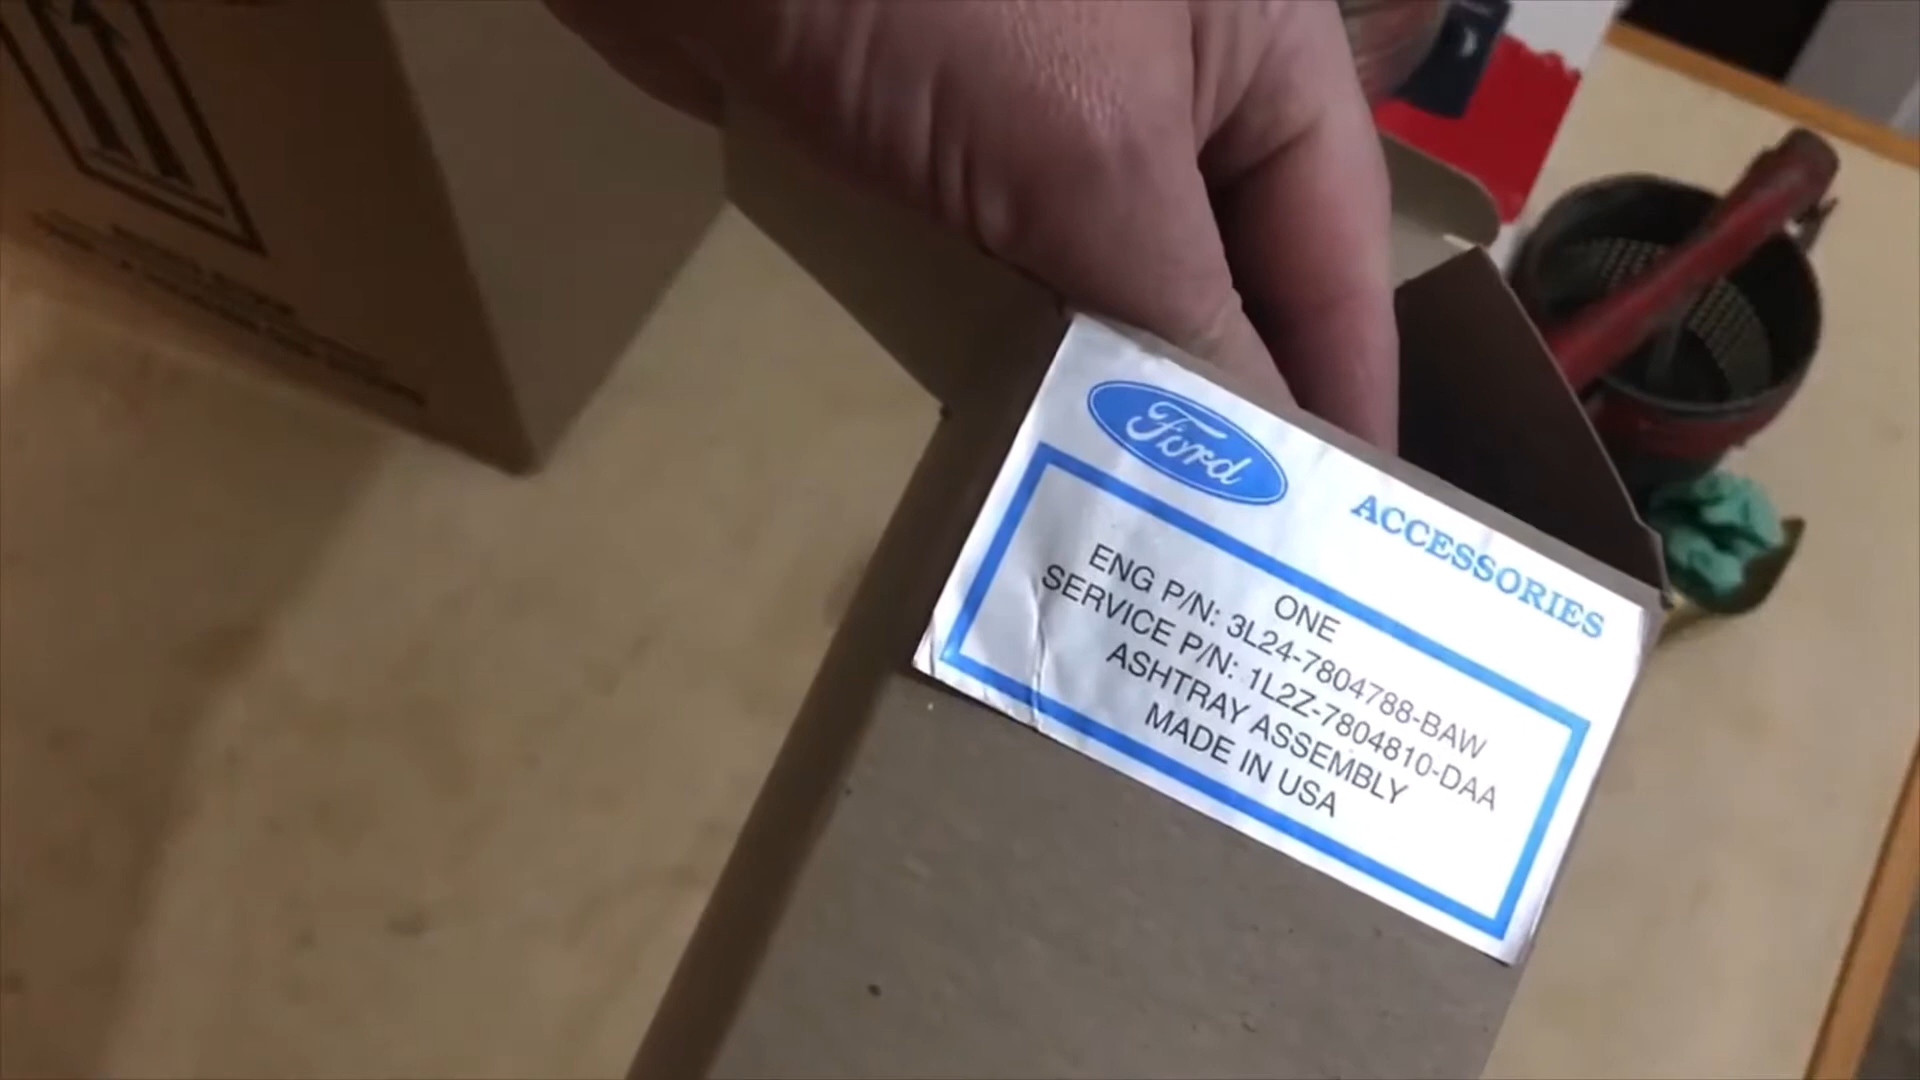 Ford
ACCESSORIES
ONE
ENG P/N: 3L24-7804788-BAW
SERVICE P/N: 1L2Z-7804810-DAA
ASHTRAY ASSEMBLY
MADE IN USA